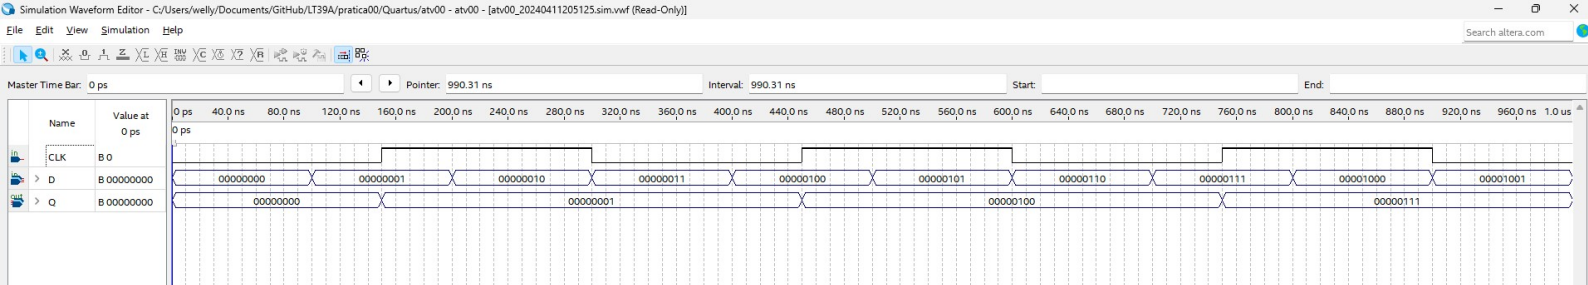 Simulation Waveform Editor - C:/Users/welly/Documents/GitHub/LT39A/pratica00/Quartus/atv00 - atv00 - [atv00_20240411205125.sim.vwf (Read-Only)]
File Edit View Simulation Help
Search altera.com
Master Time Bar: 0 ps Pointer: 990.31 ns Interval: 990.31 ns Start: End:
Name Value at 0 ps
0 ps 40.0 ns 80.0 ns 120.0 ns 160.0 ns 200.0 ns 240.0 ns 280.0 ns 320.0 ns 360.0 ns 400.0 ns 440.0 ns 480.0 ns 520.0 ns 560.0 ns 600.0 ns 640.0 ns 680.0 ns 720.0 ns 760.0 ns 800.0 ns 840.0 ns 880.0 ns 920.0 ns 960.0 ns 1.0 us
0 ps
CLK B 0
D B 00000000 00000000 00000001 00000010 00000011 00000100 00000101 00000110 00000111 00001000 00001001
Q B 00000000 00000000 00000001 00000100 00000111